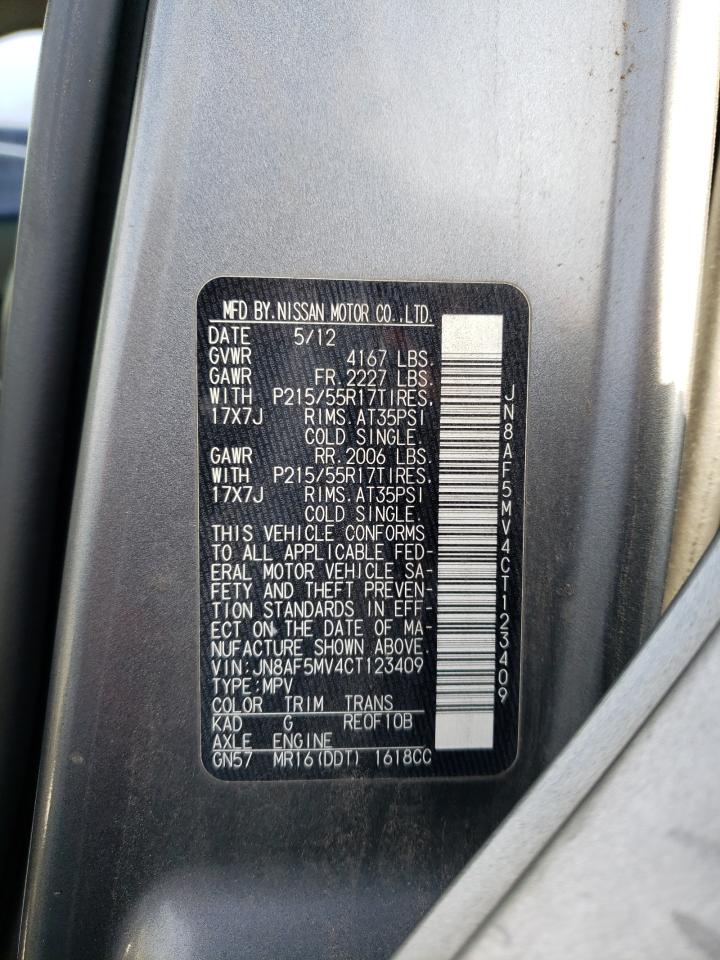 MFD BY.NISSAN MOTOR CO.,LTD.
DATE 5/12
GVWR 4167 LBS.
GAWR FR.2227 LBS.
WITH P215/55R17TIRES,
17X7J RIMS.AT35PSI
COLD SINGLE.
GAWR RR.2006 LBS.
WITH P215/55R17TIRES,
17X7J RIMS.AT35PSI
COLD SINGLE.
THIS VEHICLE CONFORMS
TO ALL APPLICABLE FED-
ERAL MOTOR VEHICLE SA-
FETY AND THEFT PREVEN-
TION STANDARDS IN EFF-
ECT ON THE DATE OF MA-
NUFACTURE SHOWN ABOVE.
VIN:JN8AF5MV4CT123409
TYPE:MPV
COLOR TRIM TRANS
KAD G RE0F10B
AXLE ENGINE
GN57 MR16(DDT) 1618CC
JN8AF5MV4CT123409